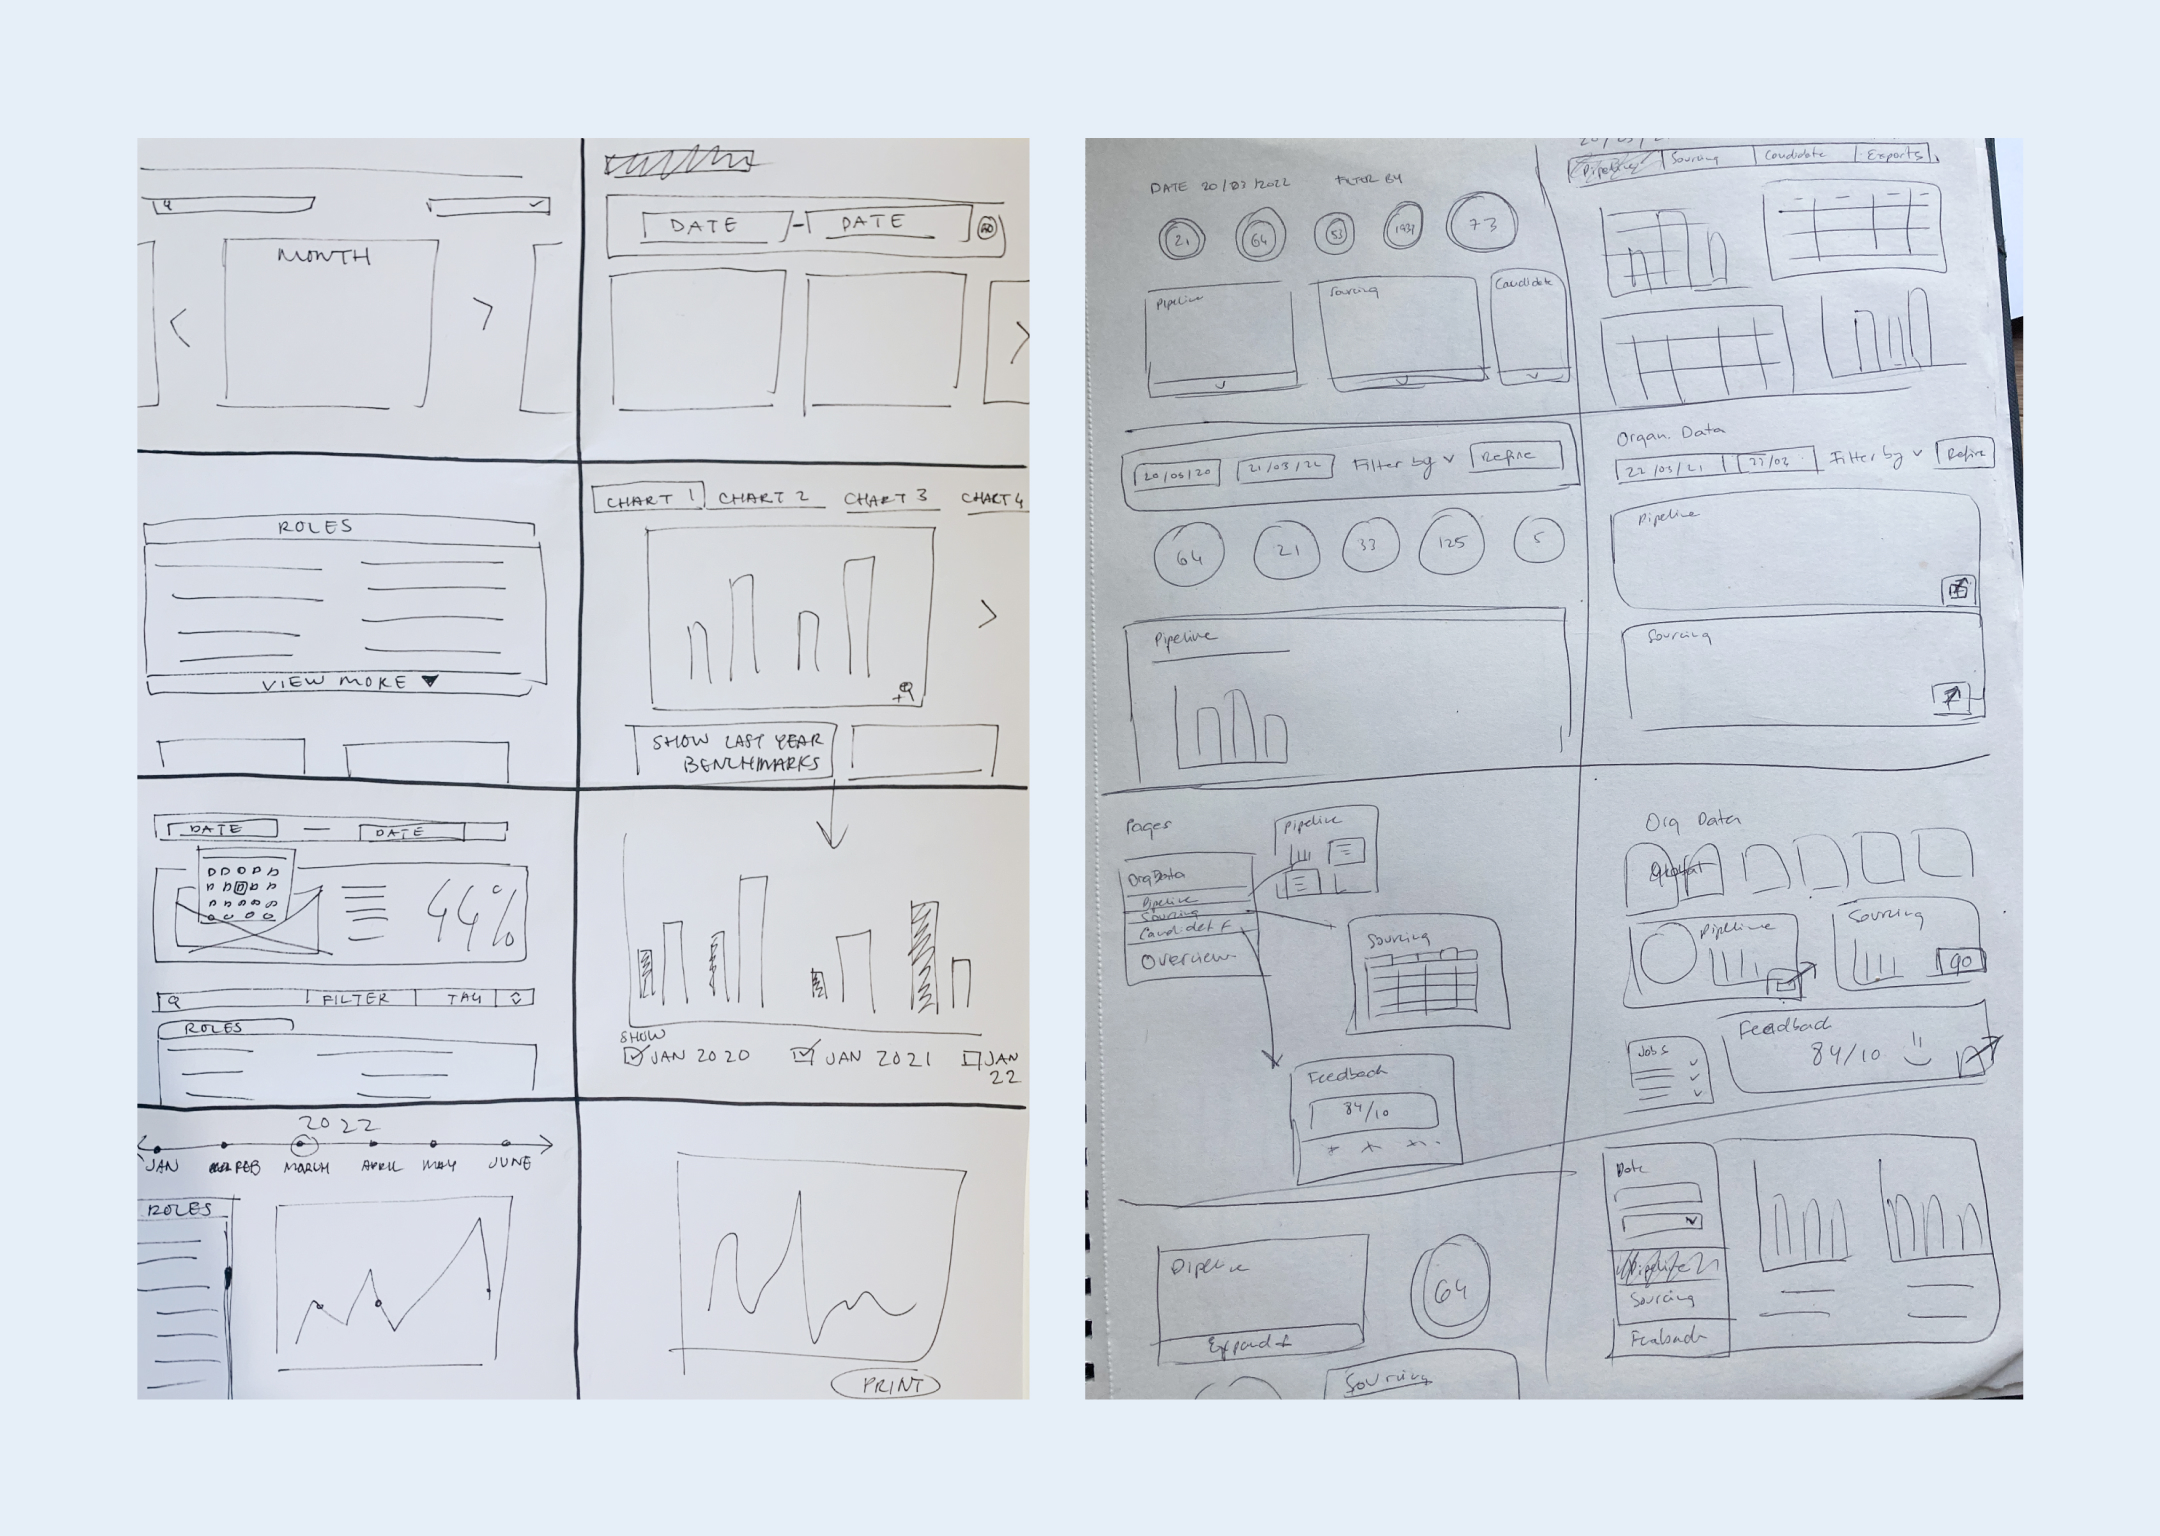 MONTH
DATE - DATE
GO
ROLES
VIEW MORE
CHART 1 CHART 2 CHART 3 CHART 4
SHOW LAST YEAR
BENCHMARKS
DATE — DATE
44%
FILTER TAG
ROLES
SHOW
JAN 2020 JAN 2021 JAN
22
2022
JAN FEB MARCH APRIL MAY JUNE
ROLES
PRINT
DATE 20/03/2022 FILTER BY
21 64 53 73
Pipeline Sourcing Candidate
Pipeline Sourcing Candidate Exports
20/05/20 21/03/22 Filter by Refine
64 21 33 125 5
Pipeline
Organ. Data
22/03/21 22/03 Filter by Refine
Pipeline
Sourcing
Pages
Org Data
Pipeline
Sourcing
Candidet F
Overview
Pipeline
Sourcing
Feedback
84/10
Org Data
Pipeline
Sourcing
GO
Jobs
Feedback
84/10
Pipeline
Expand +
64
Sourcing
Date
Pipeline
Sourcing
Feedback